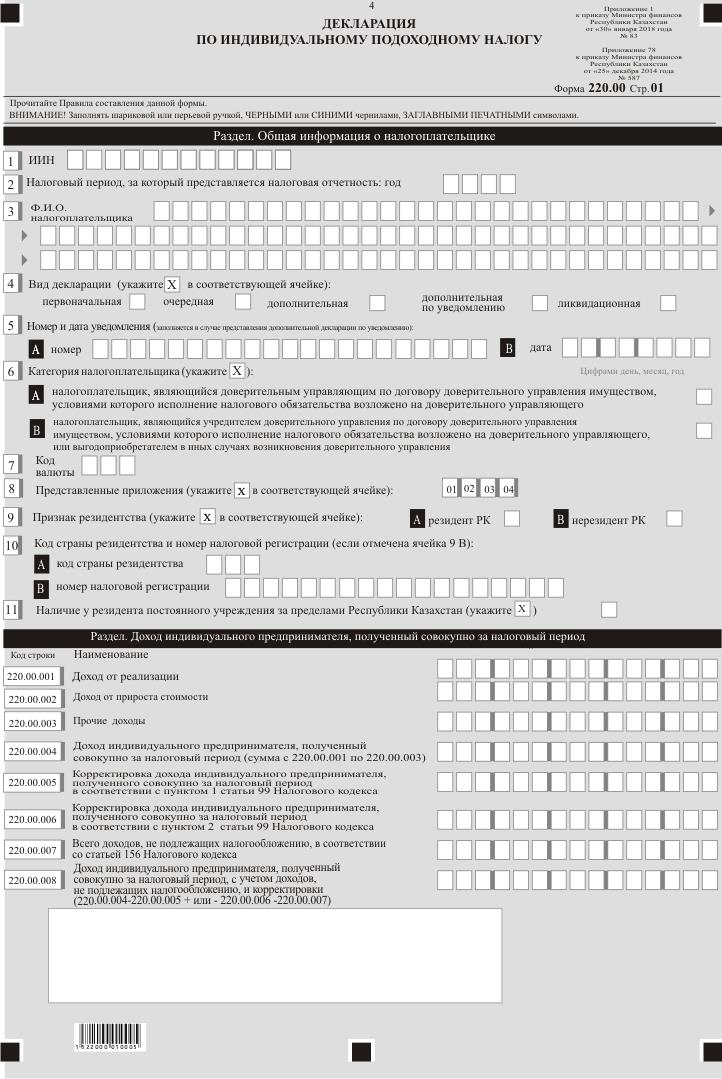 4
ДЕКЛАРАЦИЯ
ПО ИНДИВИДУАЛЬНОМУ ПОДОХОДНОМУ НАЛОГУ
Приложение 1
к приказу Министра финансов
Республики Казахстан
от «30» января 2018 года
№ 83
Приложение 78
к приказу Министра финансов
Республики Казахстан
от «25» декабря 2014 года
№ 587
Форма 220.00 Стр. 01
Прочитайте Правила составления данной формы.
ВНИМАНИЕ! Заполнять шариковой или перьевой ручкой, ЧЕРНЫМИ или СИНИМИ чернилами, ЗАГЛАВНЫМИ ПЕЧАТНЫМИ символами.
Раздел. Общая информация о налогоплательщике
1 ИИН
2 Налоговый период, за который представляется налоговая отчетность: год
3 Ф.И.О.
налогоплательщика
4 Вид декларации (укажите X в соответствующей ячейке):
первоначальная очередная дополнительная дополнительная
по уведомлению ликвидационная
5 Номер и дата уведомления (заполняется в случае представления дополнительной декларации по уведомлению):
A номер B дата
Цифрами день, месяц, год
6 Категория налогоплательщика (укажите X ):
A налогоплательщик, являющийся доверительным управляющим по договору доверительного управления имуществом,
условиями которого исполнение налогового обязательства возложено на доверительного управляющего
B налогоплательщик, являющийся учредителем доверительного управления по договору доверительного управления
имуществом, условиями которого исполнение налогового обязательства возложено на доверительного управляющего,
или выгодоприобретателем в иных случаях возникновения доверительного управления
7 Код
валюты
8 Представленные приложения (укажите x в соответствующей ячейке): 01 02 03 04
9 Признак резидентства (укажите x в соответствующей ячейке): A резидент РК B нерезидент РК
10 Код страны резидентства и номер налоговой регистрации (если отмечена ячейка 9 В):
A код страны резидентства
B номер налоговой регистрации
11 Наличие у резидента постоянного учреждения за пределами Республики Казахстан (укажите X )
Раздел. Доход индивидуального предпринимателя, полученный совокупно за налоговый период
Код строки Наименование
220.00.001 Доход от реализации
220.00.002 Доход от прироста стоимости
220.00.003 Прочие доходы
220.00.004 Доход индивидуального предпринимателя, полученный
совокупно за налоговый период (сумма с 220.00.001 по 220.00.003)
220.00.005 Корректировка дохода индивидуального предпринимателя,
полученного совокупно за налоговый период
в соответствии с пунктом 1 статьи 99 Налогового кодекса
220.00.006 Корректировка дохода индивидуального предпринимателя,
полученного совокупно за налоговый период
в соответствии с пунктом 2 статьи 99 Налогового кодекса
220.00.007 Всего доходов, не подлежащих налогообложению, в соответствии
со статьей 156 Налогового кодекса
220.00.008 Доход индивидуального предпринимателя, полученный
совокупно за налоговый период, с учетом доходов,
не подлежащих налогообложению, и корректировки
(220.00.004-220.00.005 + или - 220.00.006 -220.00.007)
1522000010005